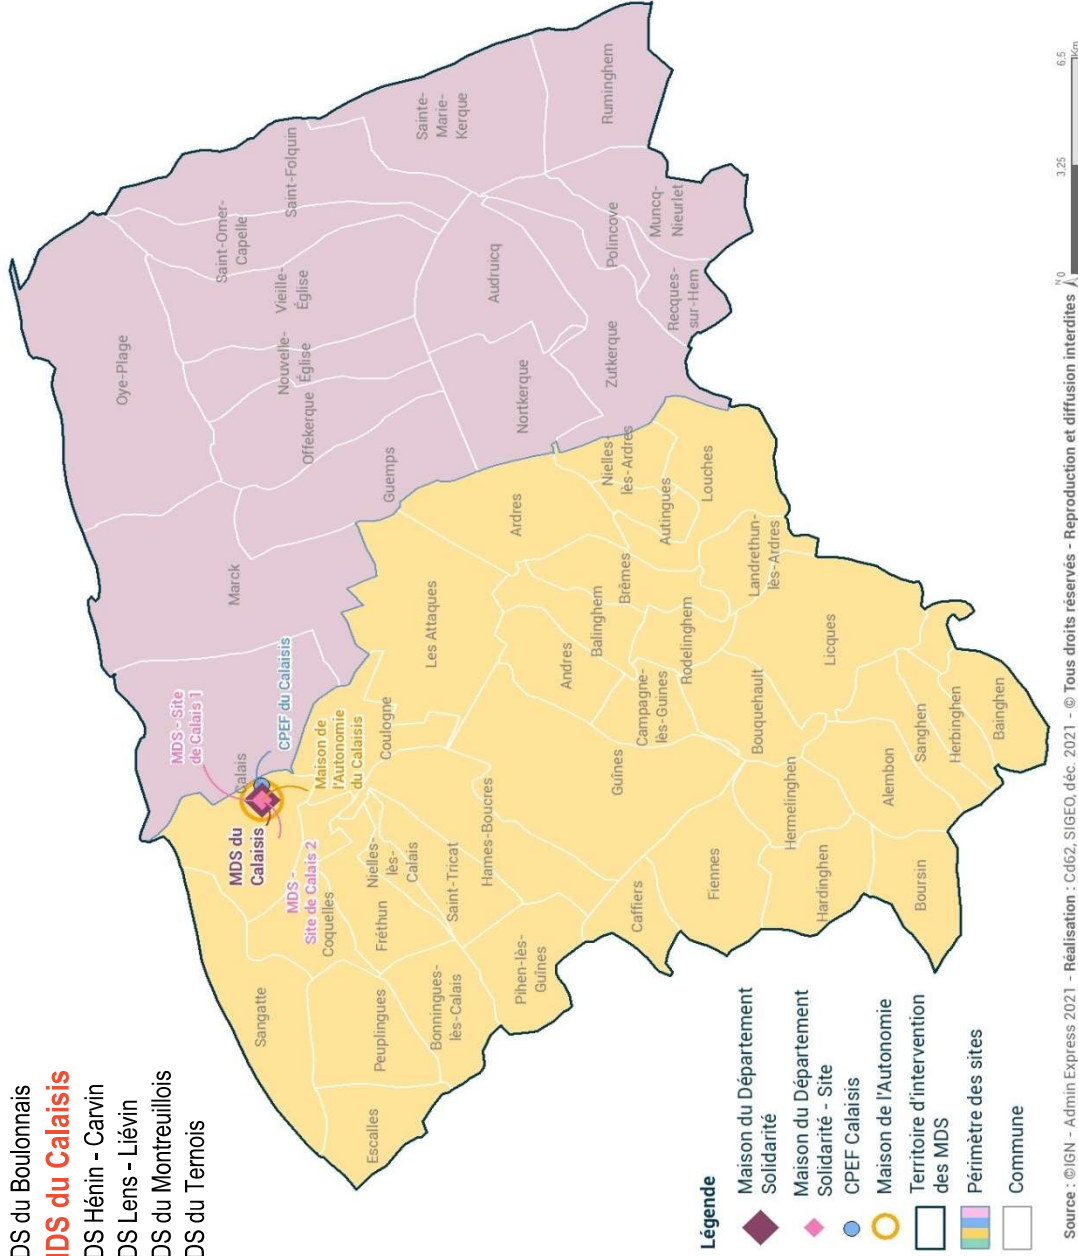 DS du Boulonnais
IDS du Calaisis
DS Hénin - Carvin
DS Lens - Liévin
DS du Montreuillois
DS du Ternois
Oye-Plage
Saint-Omer-
Capelle
Saint-Folquin
Sainte-
Marie-
Kerque
Ruminghem
Vieille-
Église
Nouvelle-
Église
Offekerque
Guemps
Marck
Audruicq
Nortkerque
Zutkerque
Polincove
Muncq-
Nieurlet
Recques-
sur-Hem
MDS - Site
de Calais 1
Calais
CPEF du Calaisis
Maison de
l'Autonomie
du Calaisis
MDS du
Calaisis
MDS -
Site de Calais 2
Coquelles
Sangatte
Escalles
Peuplingues
Bonningues-
lès-Calais
Fréthun
Nielles-
lès-
Calais
Saint-Tricat
Hames-Boucres
Pihen-lès-
Guînes
Coulogne
Les Attaques
Ardres
Nielles-
lès-Ardres
Autingues
Louches
Brêmes
Balinghem
Andres
Landrethun-
lès-Ardres
Rodelinghem
Campagne-
lès-Guines
Guînes
Bouquehault
Licques
Caffiers
Fiennes
Hermelinghen
Hardinghen
Alembon
Sanghen
Herbinghen
Bainghen
Boursin
Légende
Maison du Département
Solidarité
Maison du Département
Solidarité - Site
CPEF Calaisis
Maison de l'Autonomie
Territoire d'intervention
des MDS
Périmètre des sites
Commune
N 0 3,25 6,5
Km
Source : ©IGN - Admin Express 2021 - Réalisation : Cd62, SIGEO, déc. 2021 - © Tous droits réservés - Reproduction et diffusion interdites